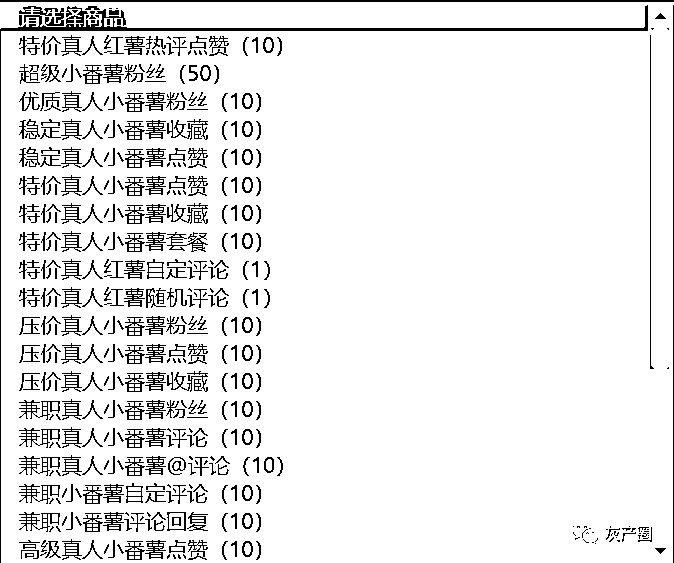 请选择商品
特价真人红薯热评点赞（10）
超级小番薯粉丝（50）
优质真人小番薯粉丝（10）
稳定真人小番薯收藏（10）
稳定真人小番薯点赞（10）
特价真人小番薯点赞（10）
特价真人小番薯收藏（10）
特价真人小番薯套餐（10）
特价真人红薯自定评论（1）
特价真人红薯随机评论（1）
压价真人小番薯粉丝（10）
压价真人小番薯点赞（10）
压价真人小番薯收藏（10）
兼职真人小番薯粉丝（10）
兼职真人小番薯评论（10）
兼职真人小番薯@评论（10）
兼职小番薯自定评论（10）
兼职小番薯评论回复（10）
高级真人小番薯点赞（10）
灰产圈